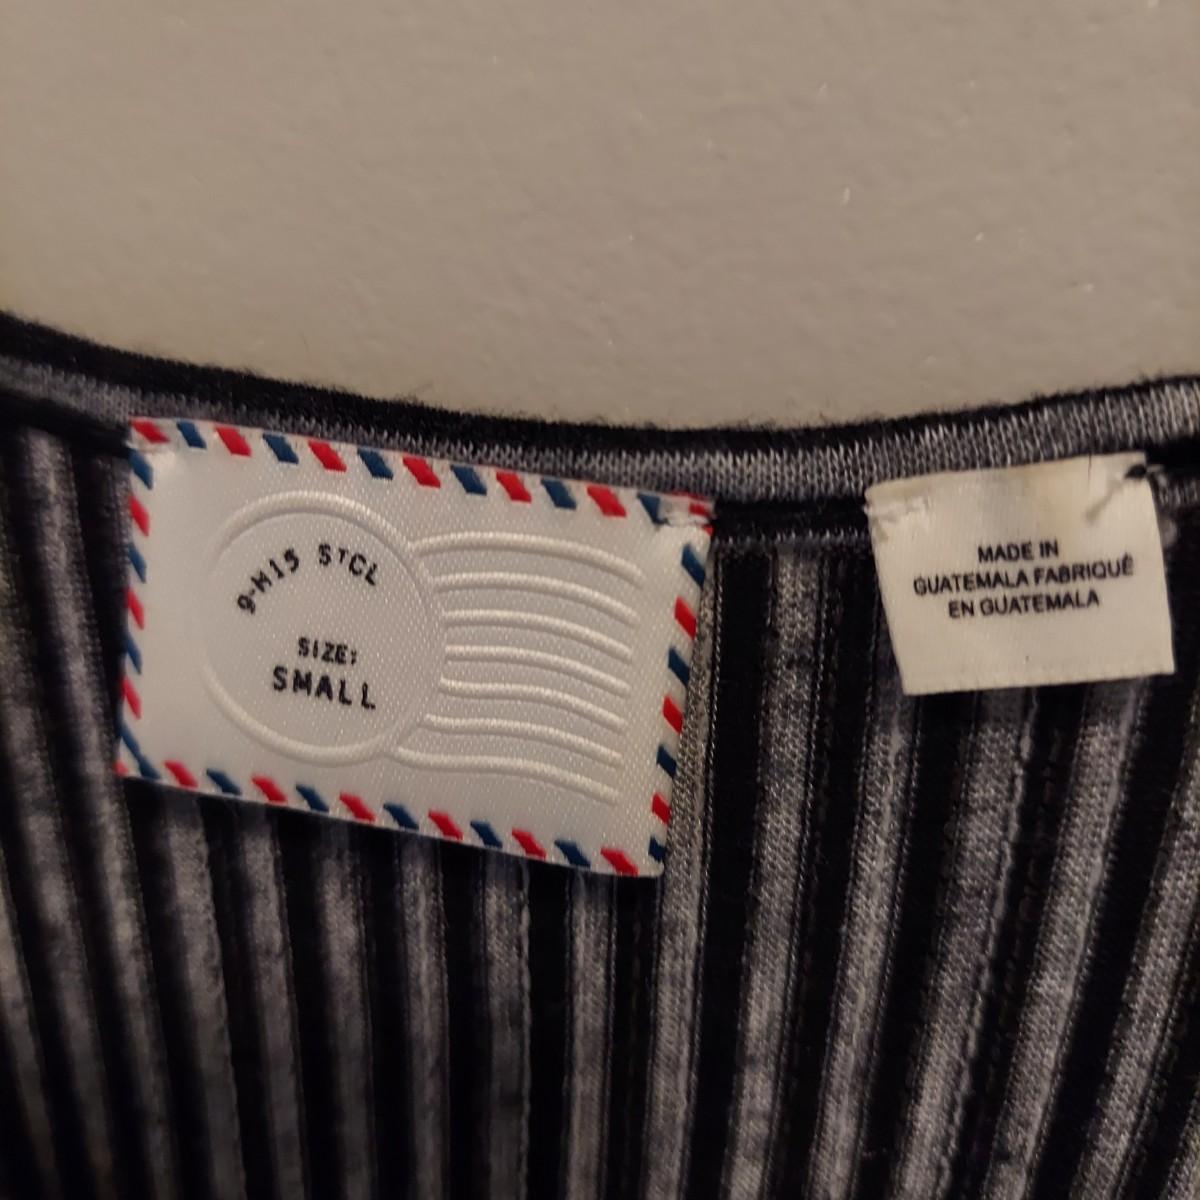 9-H15 STCL
SIZE:
SMALL
MADE IN
GUATEMALA FABRIQUÉ
EN GUATEMALA